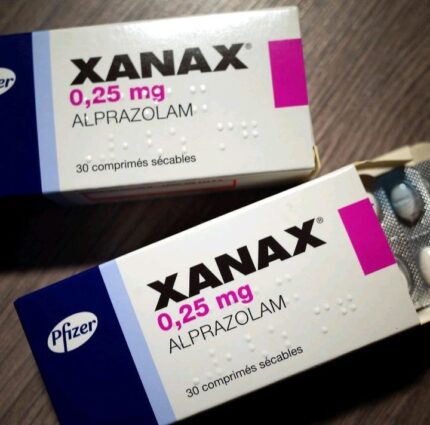 XANAX®
0,25 mg
ALPRAZOLAM
30 comprimés sécables
Pfizer
XANAX®
0,25 mg
ALPRAZOLAM
30 comprimés sécables